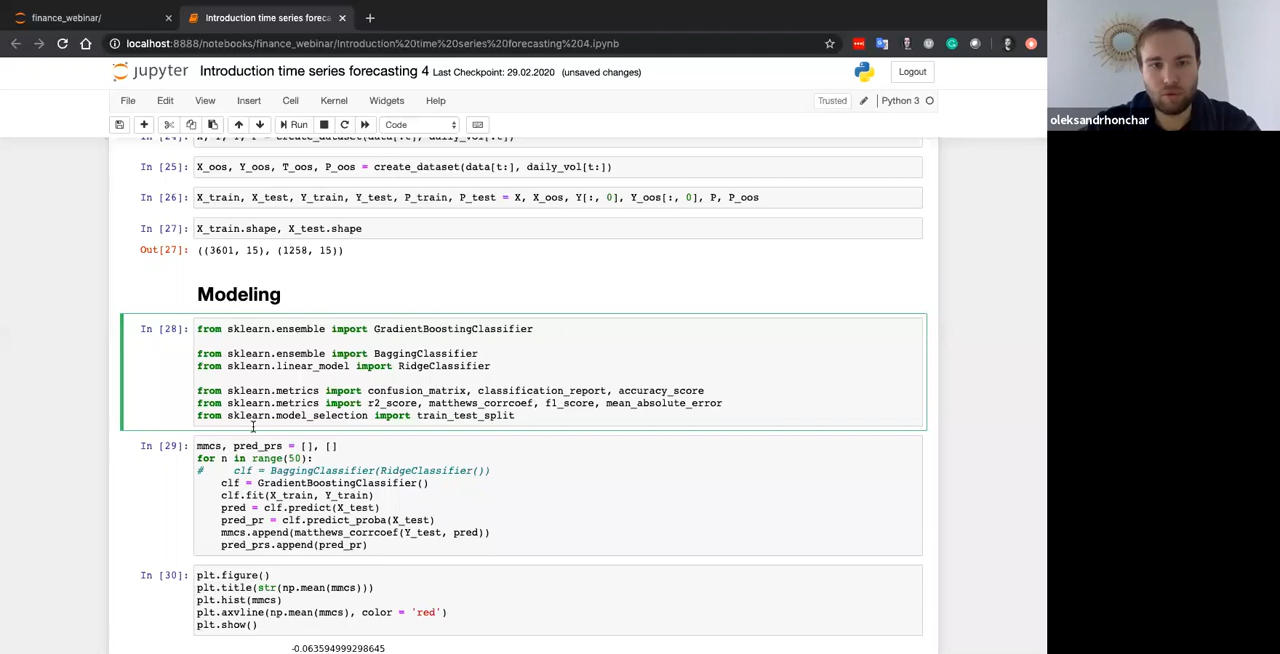 finance_webinar/
Introduction time series foreca
localhost:8888/notebooks/finance_webinar/Introduction%20time%20series%20forecasting%204.ipynb
jupyter Introduction time series forecasting 4 Last Checkpoint: 29.02.2020 (unsaved changes) Logout
File Edit View Insert Cell Kernel Widgets Help Trusted Python 3
Run Code
oleksandrhonchar
In [25]: X_oos, Y_oos, T_oos, P_oos = create_dataset(data[t:], daily_vol[t:])
In [26]: X_train, X_test, Y_train, Y_test, P_train, P_test = X, X_oos, Y[:, 0], Y_oos[:, 0], P, P_oos
In [27]: X_train.shape, X_test.shape
Out[27]: ((3601, 15), (1258, 15))
Modeling
In [28]: from sklearn.ensemble import GradientBoostingClassifier
from sklearn.ensemble import BaggingClassifier
from sklearn.linear_model import RidgeClassifier
from sklearn.metrics import confusion_matrix, classification_report, accuracy_score
from sklearn.metrics import r2_score, matthews_corrcoef, f1_score, mean_absolute_error
from sklearn.model_selection import train_test_split
In [29]: mmcs, pred_prs = [], []
for n in range(50):
#     clf = BaggingClassifier(RidgeClassifier())
clf = GradientBoostingClassifier()
clf.fit(X_train, Y_train)
pred = clf.predict(X_test)
pred_pr = clf.predict_proba(X_test)
mmcs.append(matthews_corrcoef(Y_test, pred))
pred_prs.append(pred_pr)
In [30]: plt.figure()
plt.title(str(np.mean(mmcs)))
plt.hist(mmcs)
plt.axvline(np.mean(mmcs), color = 'red')
plt.show()
-0.063594999298645